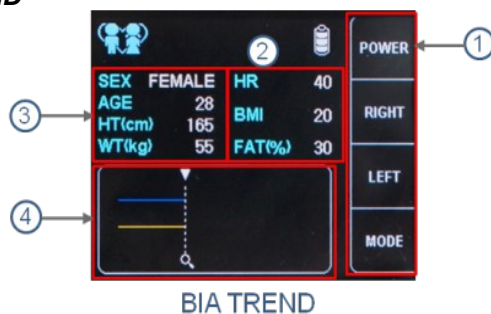 D
2
POWER
1
SEX FEMALE HR 40
AGE 28
BMI 20
HT(cm) 165
WT(kg) 55 FAT(%) 30
3
RIGHT
LEFT
4
MODE
BIA TREND